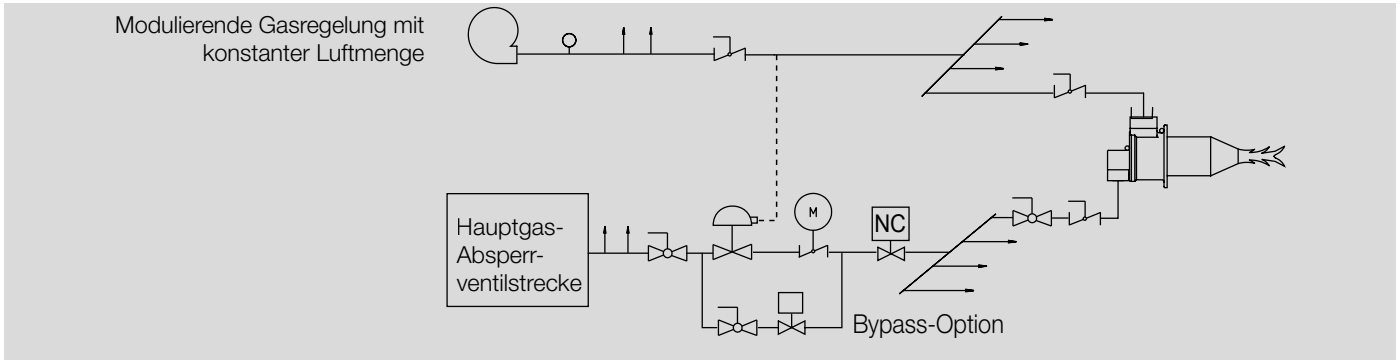 Modulierende Gasregelung mit
konstanter Luftmenge
M
NC
Hauptgas-
Absperr-
ventilstrecke
Bypass-Option